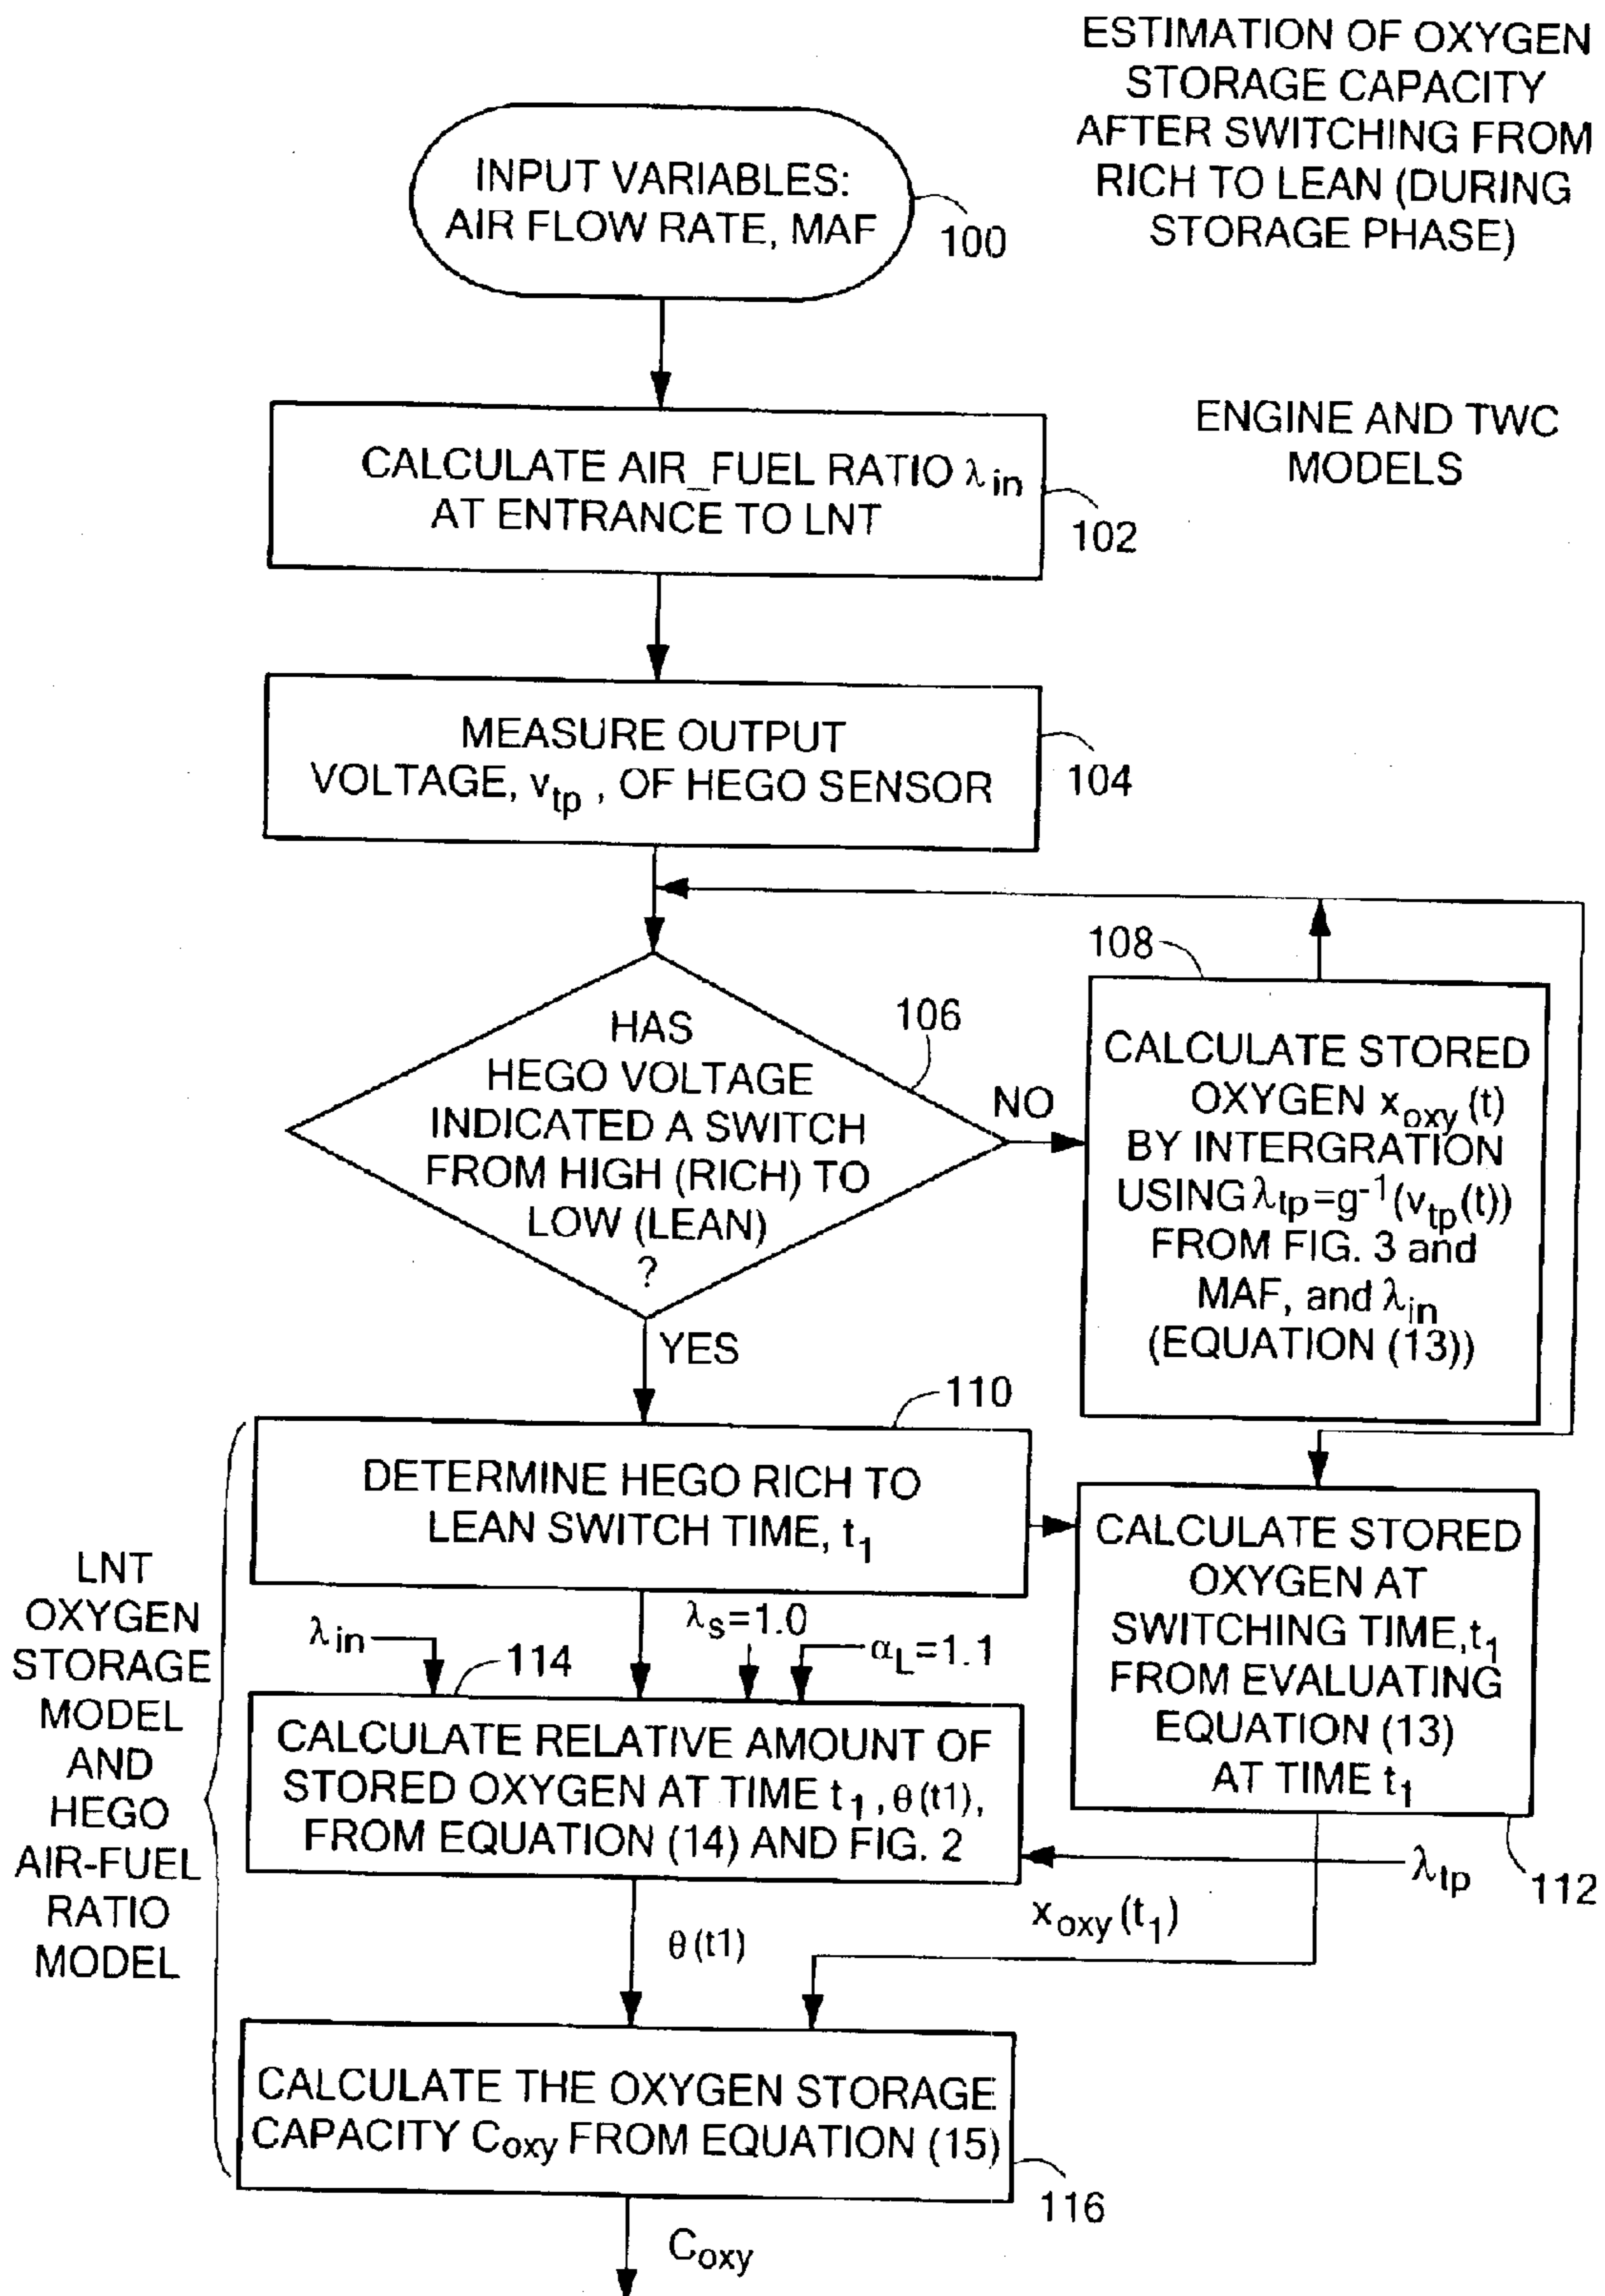 ESTIMATION OF OXYGEN
STORAGE CAPACITY
AFTER SWITCHING FROM
RICH TO LEAN (DURING
STORAGE PHASE)
INPUT VARIABLES:
AIR FLOW RATE, MAF
100
ENGINE AND TWC
MODELS
CALCULATE AIR_FUEL RATIO λin
AT ENTRANCE TO LNT
102
MEASURE OUTPUT
VOLTAGE, vtp , OF HEGO SENSOR
104
HAS
HEGO VOLTAGE
INDICATED A SWITCH
FROM HIGH (RICH) TO
LOW (LEAN)
?
106
NO
YES
108
CALCULATE STORED
OXYGEN xoxy (t)
BY INTERGRATION
USING λtp=g-1(vtp(t))
FROM FIG. 3 and
MAF, and λin
(EQUATION (13))
110
DETERMINE HEGO RICH TO
LEAN SWITCH TIME, t1
CALCULATE STORED
OXYGEN AT
SWITCHING TIME,t1
FROM EVALUATING
EQUATION (13)
AT TIME t1
112
LNT
OXYGEN
STORAGE
MODEL
AND
HEGO
AIR-FUEL
RATIO
MODEL
λin
114
λs=1.0
αL=1.1
CALCULATE RELATIVE AMOUNT OF
STORED OXYGEN AT TIME t1 , θ(t1),
FROM EQUATION (14) AND FIG. 2
λtp
θ(t1)
xoxy(t1)
CALCULATE THE OXYGEN STORAGE
CAPACITY Coxy FROM EQUATION (15)
116
Coxy